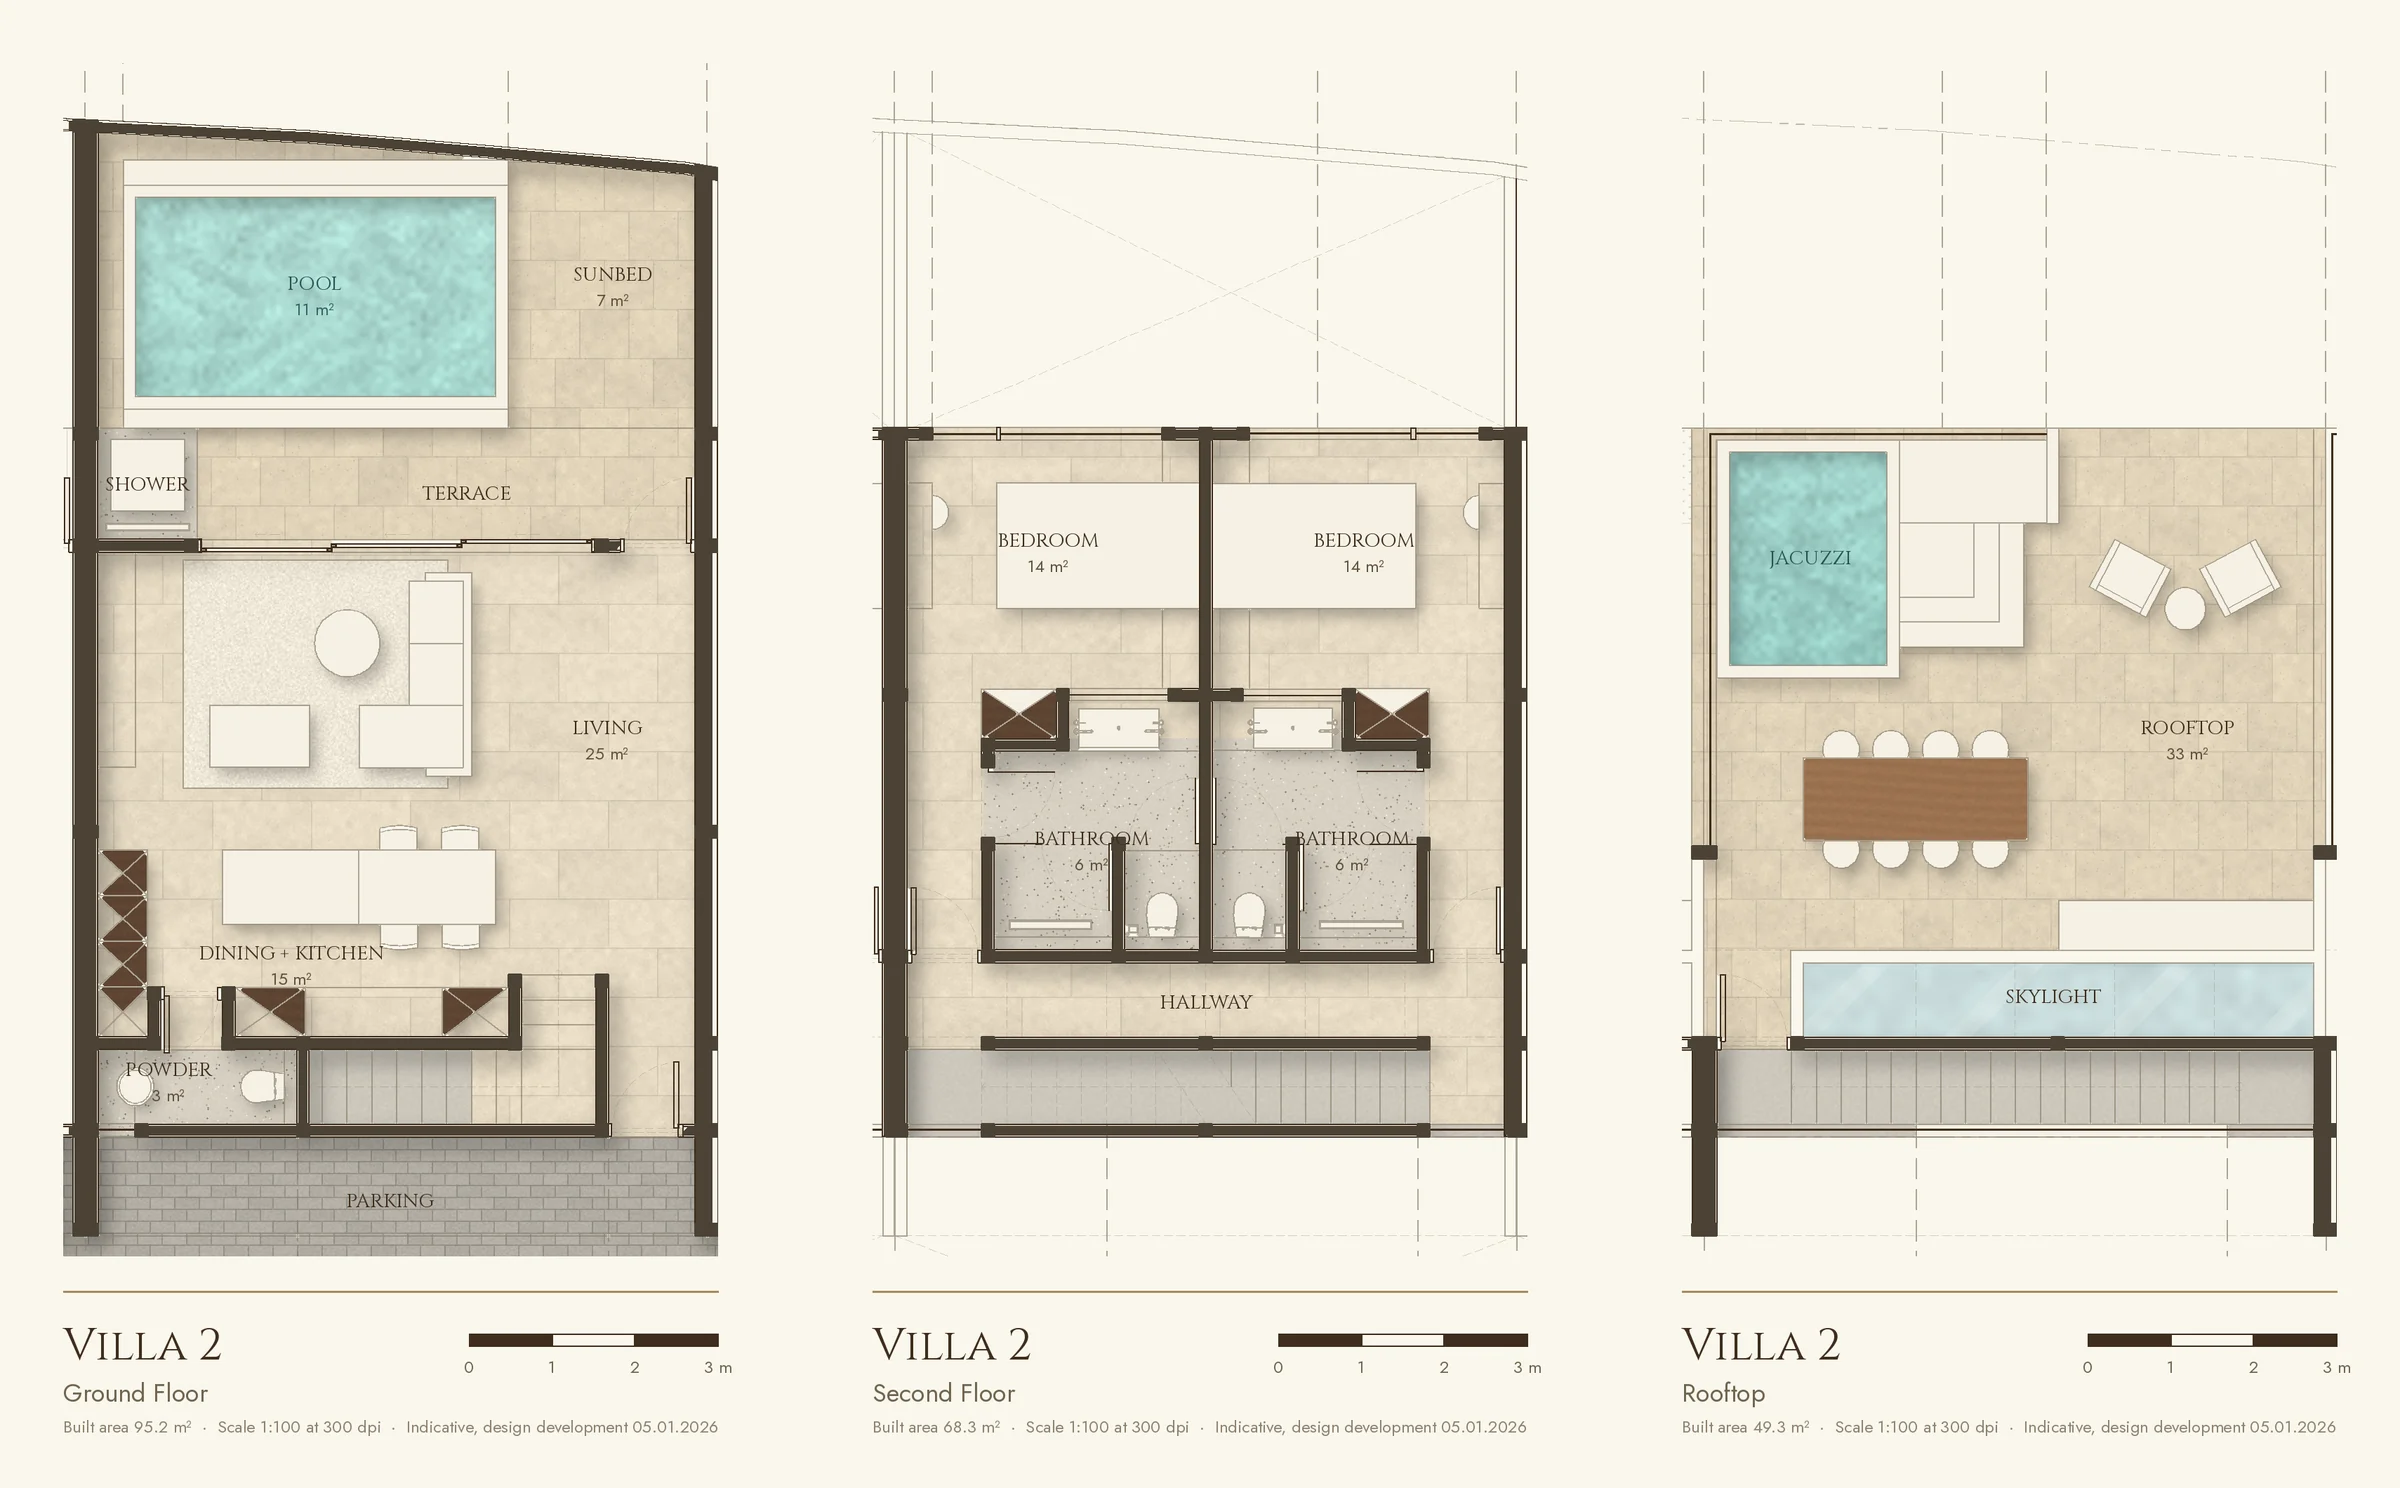 POOL
11 m²
SUNBED
7 m²
SHOWER
TERRACE
LIVING
25 m²
DINING + KITCHEN
15 m²
POWDER
3 m²
PARKING
VILLA 2
0 1 2 3 m
Ground Floor
Built area 95.2 m² · Scale 1:100 at 300 dpi · Indicative, design development 05.01.2026
BEDROOM
14 m²
BEDROOM
14 m²
BATHROOM
6 m²
BATHROOM
6 m²
HALLWAY
VILLA 2
0 1 2 3 m
Second Floor
Built area 68.3 m² · Scale 1:100 at 300 dpi · Indicative, design development 05.01.2026
JACUZZI
ROOFTOP
33 m²
SKYLIGHT
VILLA 2
0 1 2 3 m
Rooftop
Built area 49.3 m² · Scale 1:100 at 300 dpi · Indicative, design development 05.01.2026